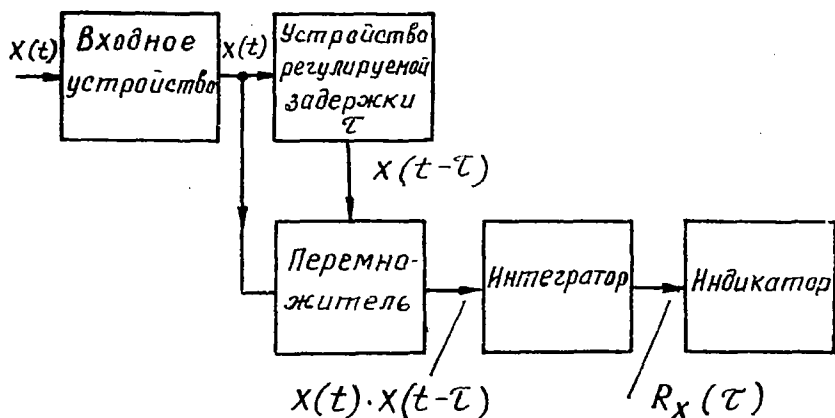 X(t)
Входное
устройство
X(t)
Устройство
регулируемой
задержки
τ
X(t-τ)
Перемно-
житель
Интегратор
Индикатор
X(t)·X(t-τ)
Rx(τ)